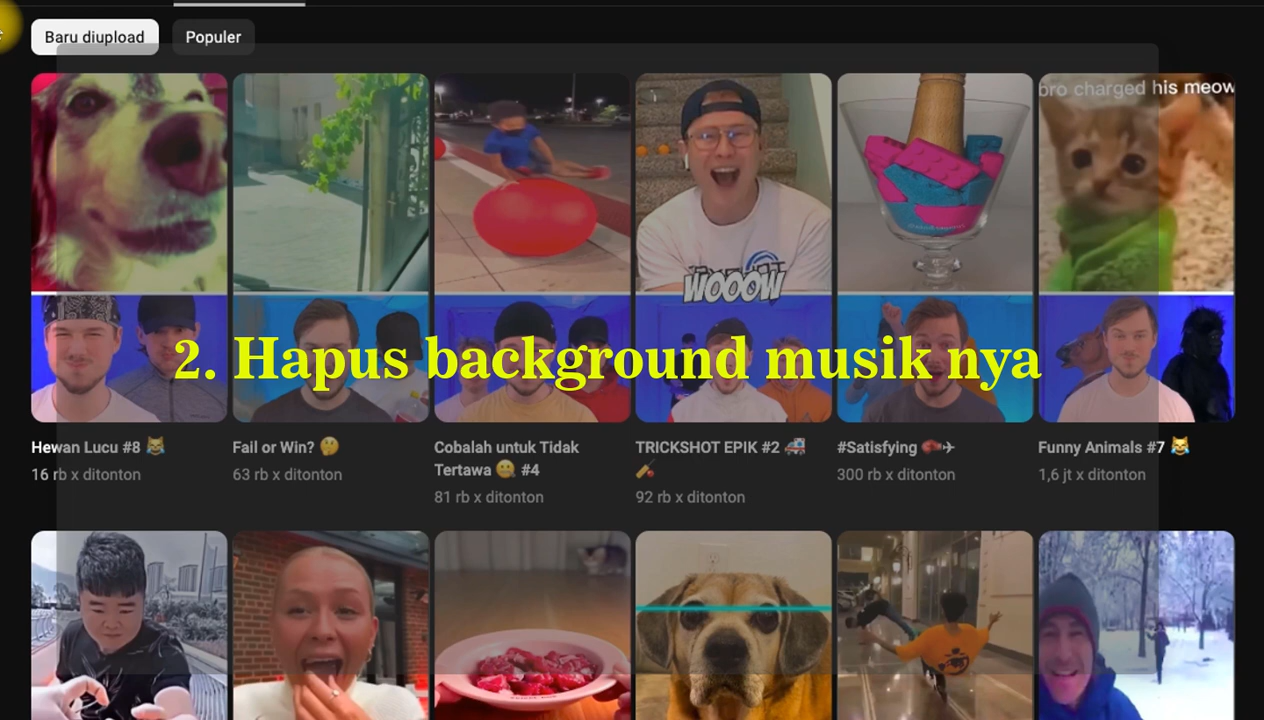 Baru diupload
Populer
bro charged his meow
WOOOW
2. Hapus background musik nya
Hewan Lucu #8
16 rb x ditonton
Fail or Win?
63 rb x ditonton
Cobalah untuk Tidak
Tertawa #4
81 rb x ditonton
TRICKSHOT EPIK #2
92 rb x ditonton
#Satisfying
300 rb x ditonton
Funny Animals #7
1,6 jt x ditonton